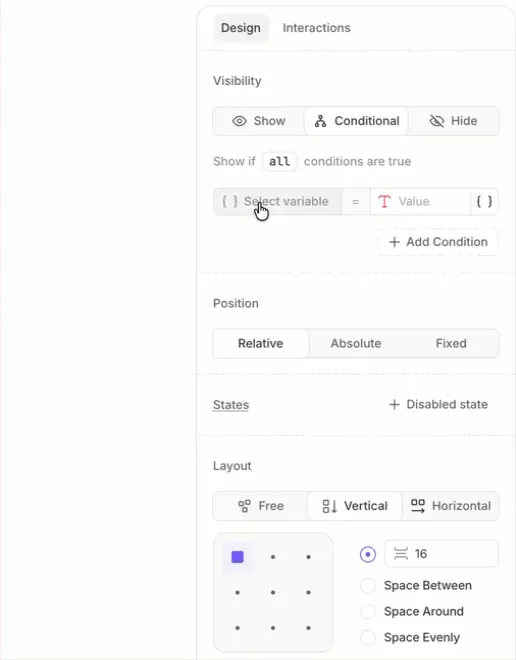 Design Interactions
Visibility
Show Conditional Hide
Show if all conditions are true
{ } Select variable = T Value { }
+ Add Condition
Position
Relative Absolute Fixed
States + Disabled state
Layout
Free Vertical Horizontal
16
Space Between
Space Around
Space Evenly